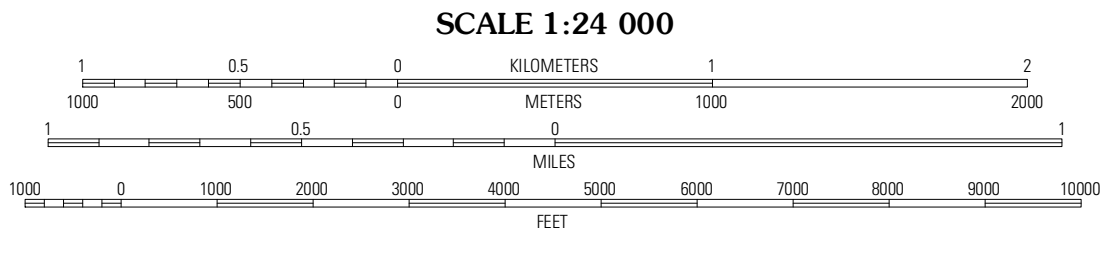 SCALE 1:24 000
1 0.5 0 KILOMETERS 1 2
1000 500 0 METERS 1000 2000
1 0.5 0 1
MILES
1000 0 1000 2000 3000 4000 5000 6000 7000 8000 9000 10000
FEET